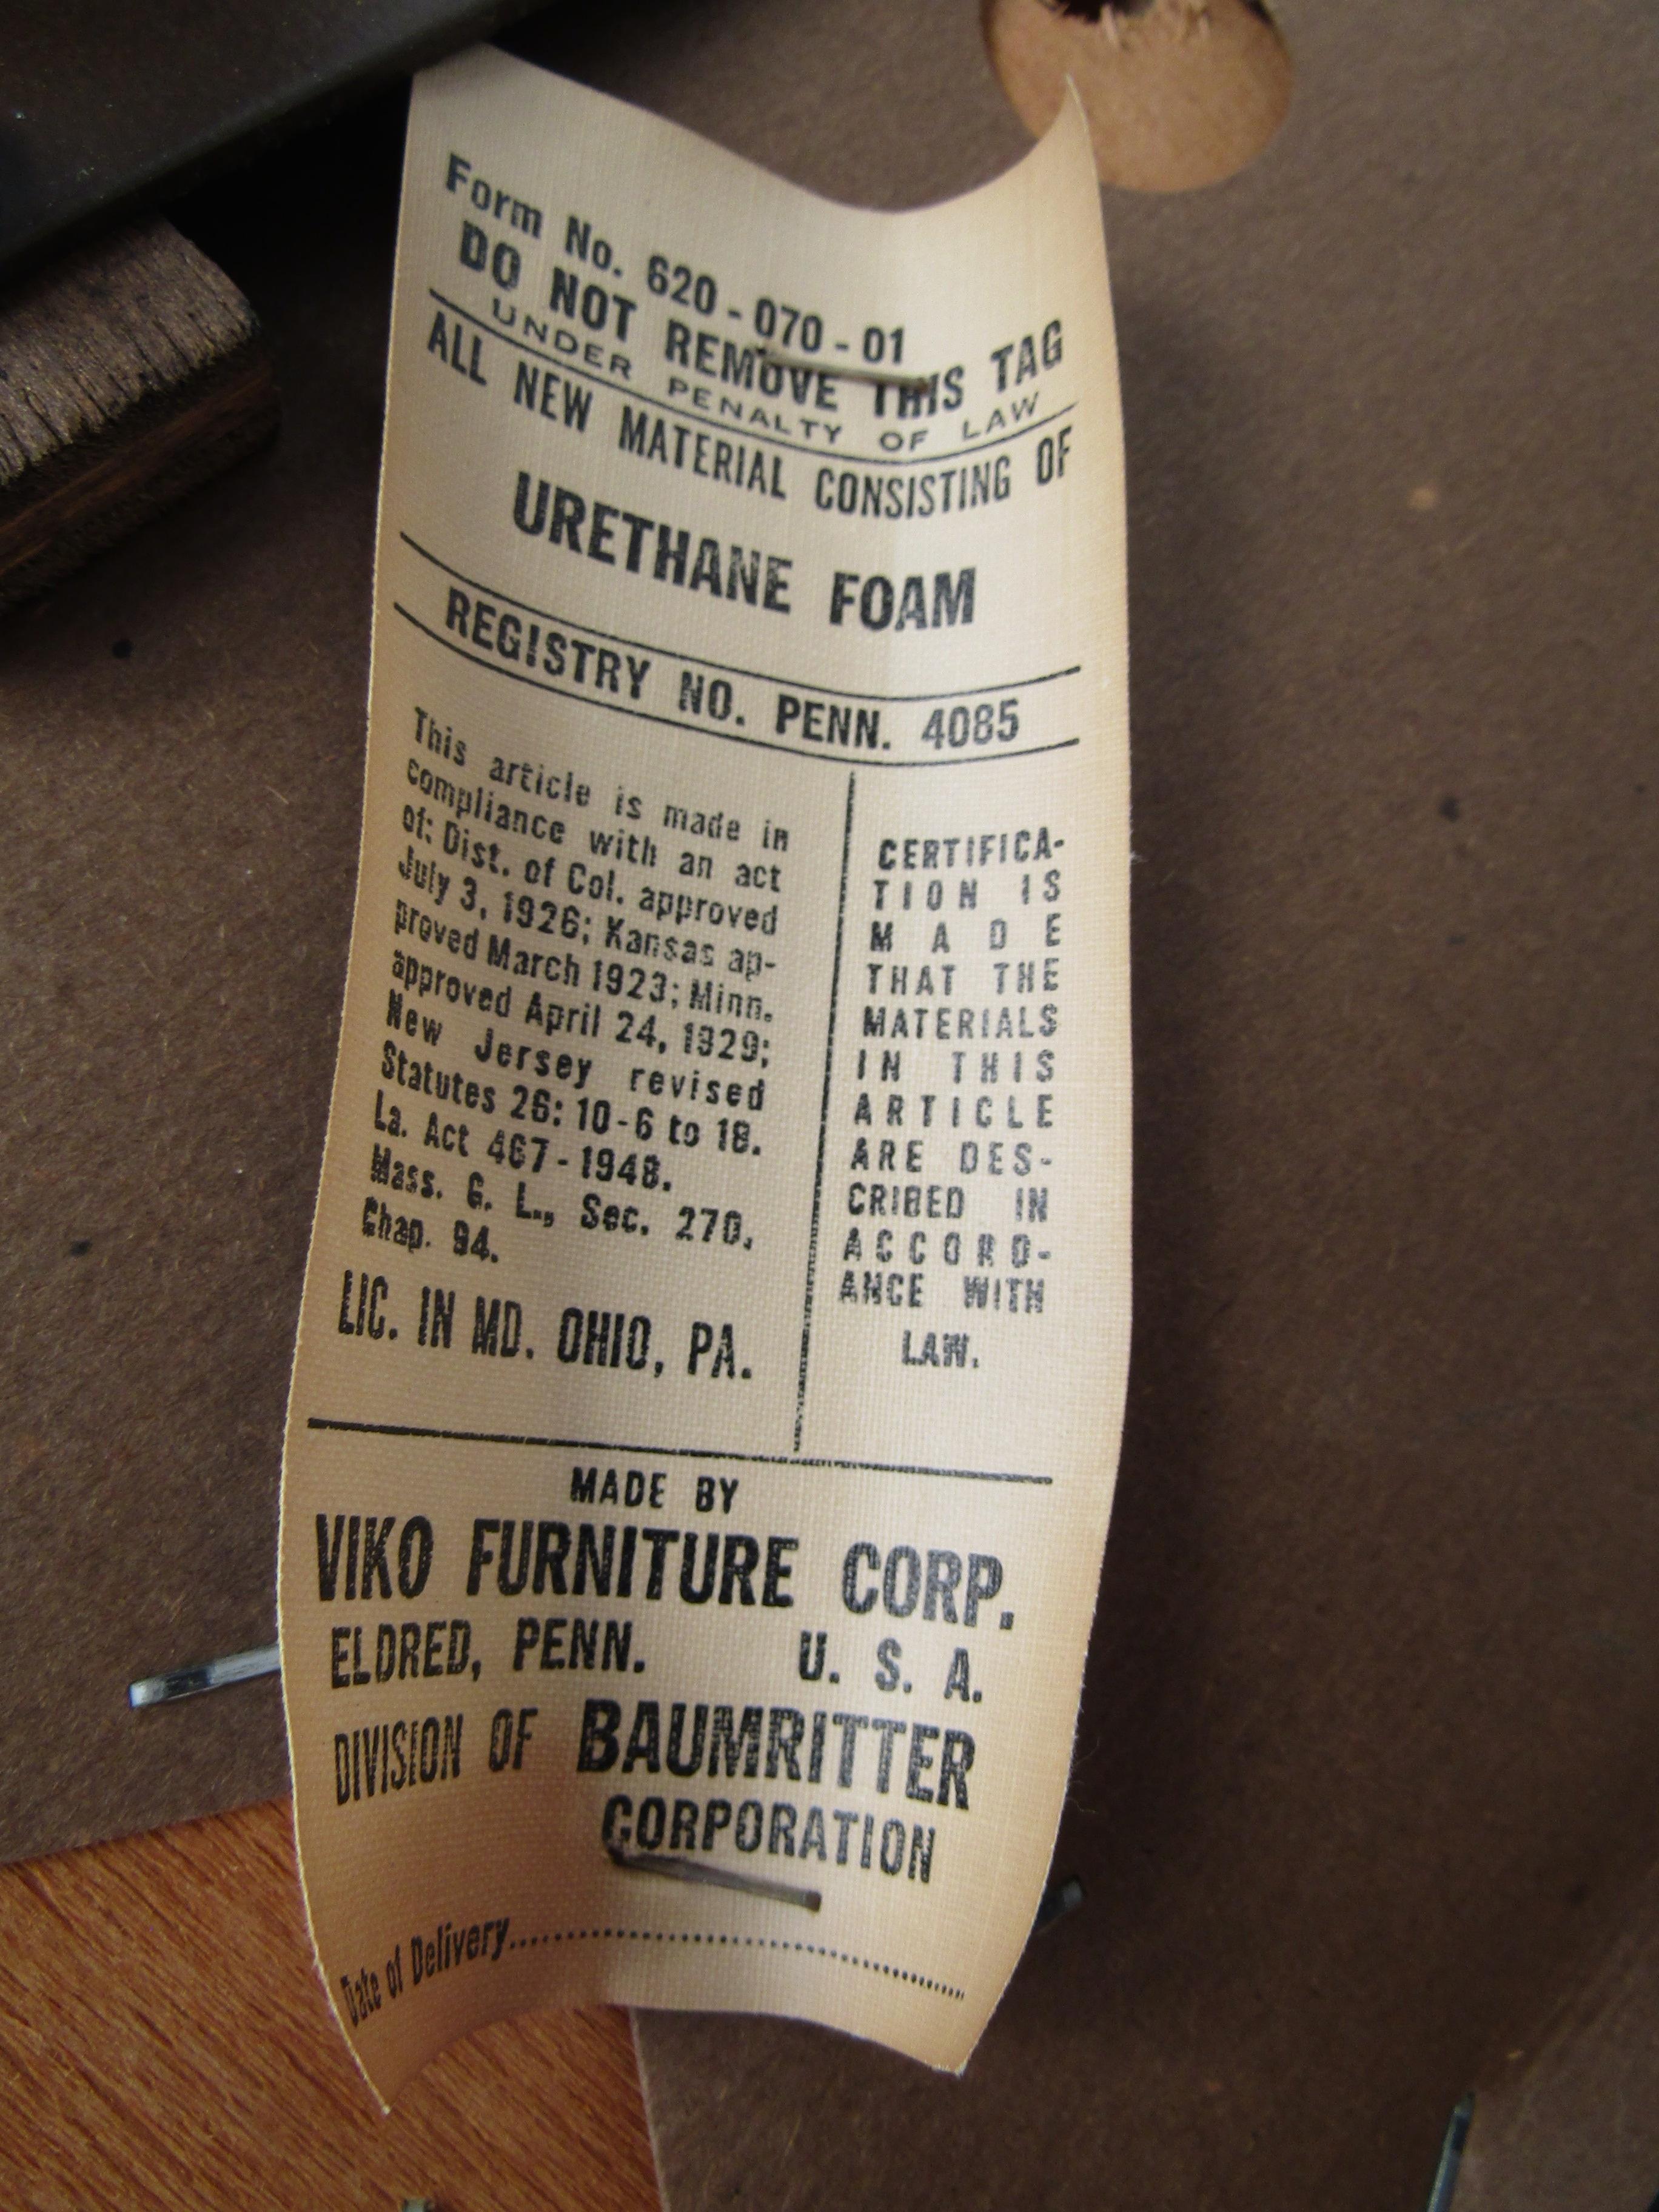 Form No. 620-070-01
DO NOT REMOVE THIS TAG
UNDER PENALTY OF LAW
ALL NEW MATERIAL CONSISTING OF
URETHANE FOAM
REGISTRY NO. PENN. 4085
This article is made in
compliance with an act
of: Dist. of Col. approved
July 3, 1926; Kansas ap-
proved March 1923; Minn.
approved April 24, 1929;
New Jersey revised
Statutes 26: 10-6 to 18.
La. Act 467-1948.
Mass. G. L., Sec. 270,
Chap. 94.
LIC. IN MD. OHIO, PA.
CERTIFICA-
TION IS
MADE
THAT THE
MATERIALS
IN THIS
ARTICLE
ARE DES-
CRIBED IN
ACCORD-
ANCE WITH
LAW.
MADE BY
VIKO FURNITURE CORP.
ELDRED, PENN. U. S. A.
DIVISION OF BAUMRITTER
CORPORATION
Date of Delivery..............................